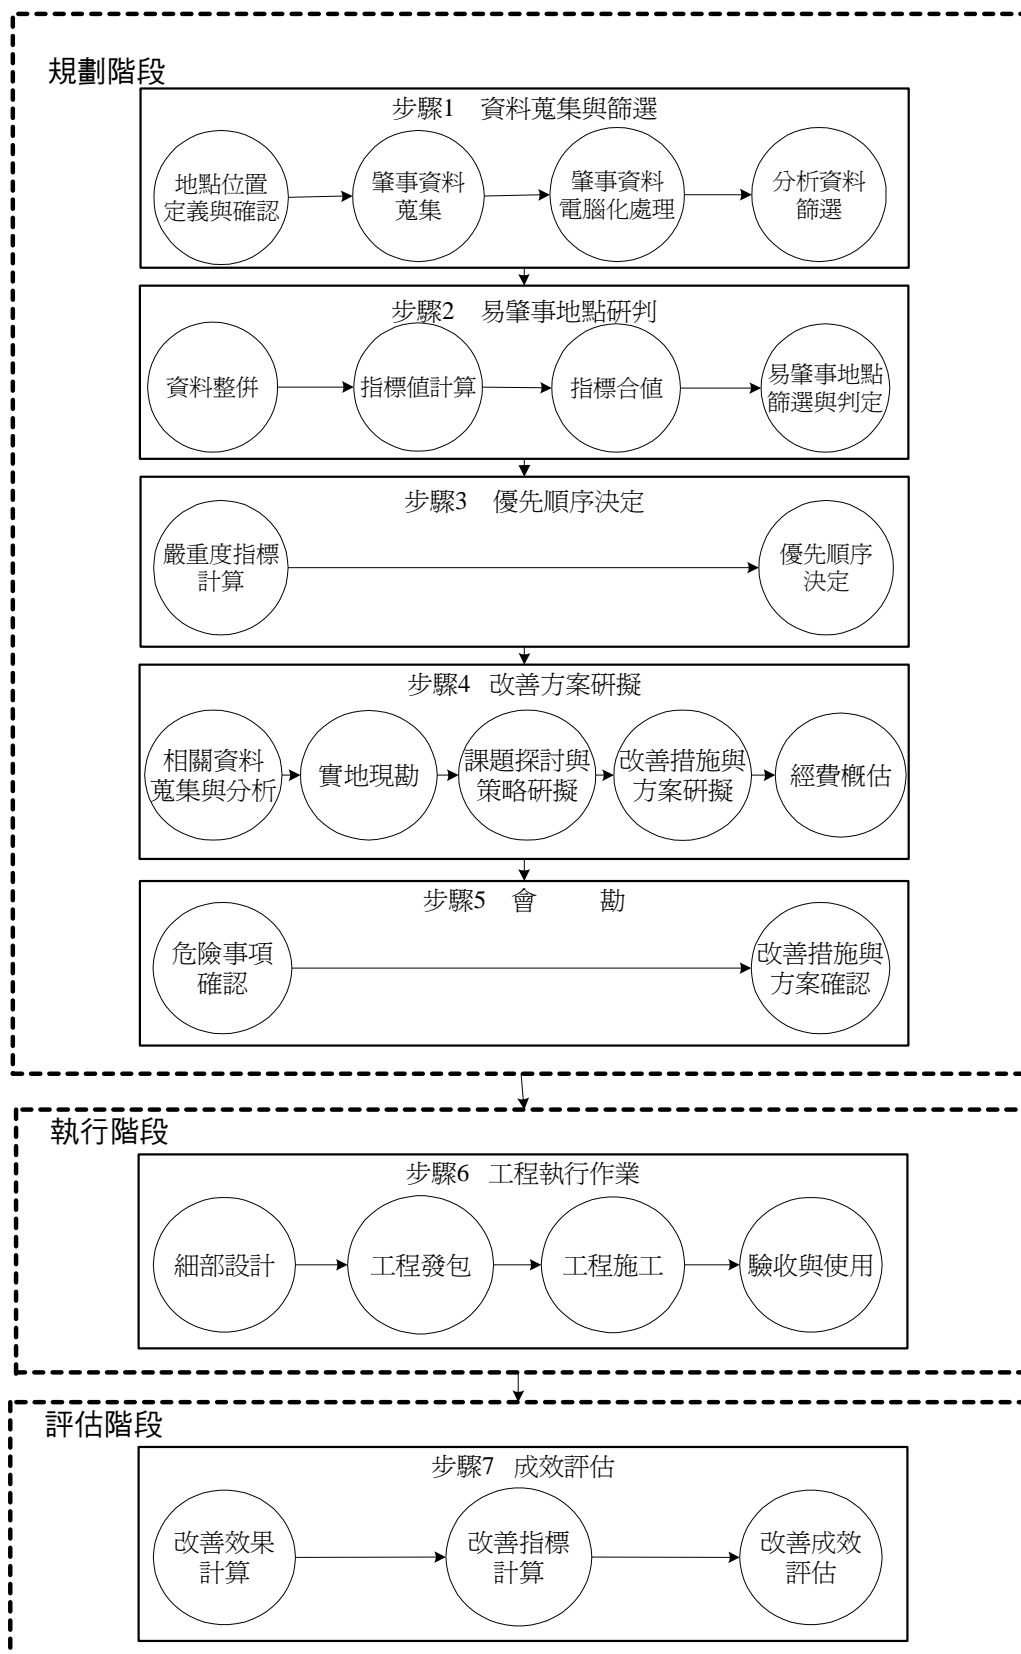 規劃階段
步驟1 資料蒐集與篩選
地點位置
定義與確認
肇事資料
蒐集
肇事資料
電腦化處理
分析資料
篩選
步驟2 易肇事地點研判
資料整併
指標值計算
指標合值
易肇事地點
篩選與判定
步驟3 優先順序決定
嚴重度指標
計算
優先順序
決定
步驟4 改善方案研擬
相關資料
蒐集與分析
實地現勘
課題探討與
策略研擬
改善措施與
方案研擬
經費概估
步驟5 會 勘
危險事項
確認
改善措施與
方案確認
執行階段
步驟6 工程執行作業
細部設計
工程發包
工程施工
驗收與使用
評估階段
步驟7 成效評估
改善效果
計算
改善指標
計算
改善成效
評估